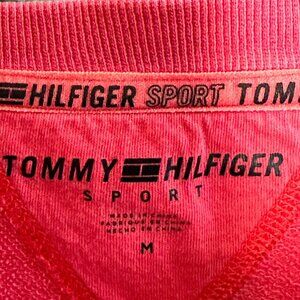 HILFIGER SPORT TOM
TOMMY HILFIGER
SPORT
MADE IN CHINA
FABRIQUÉ EN CHINE
HECHO EN CHINA
M